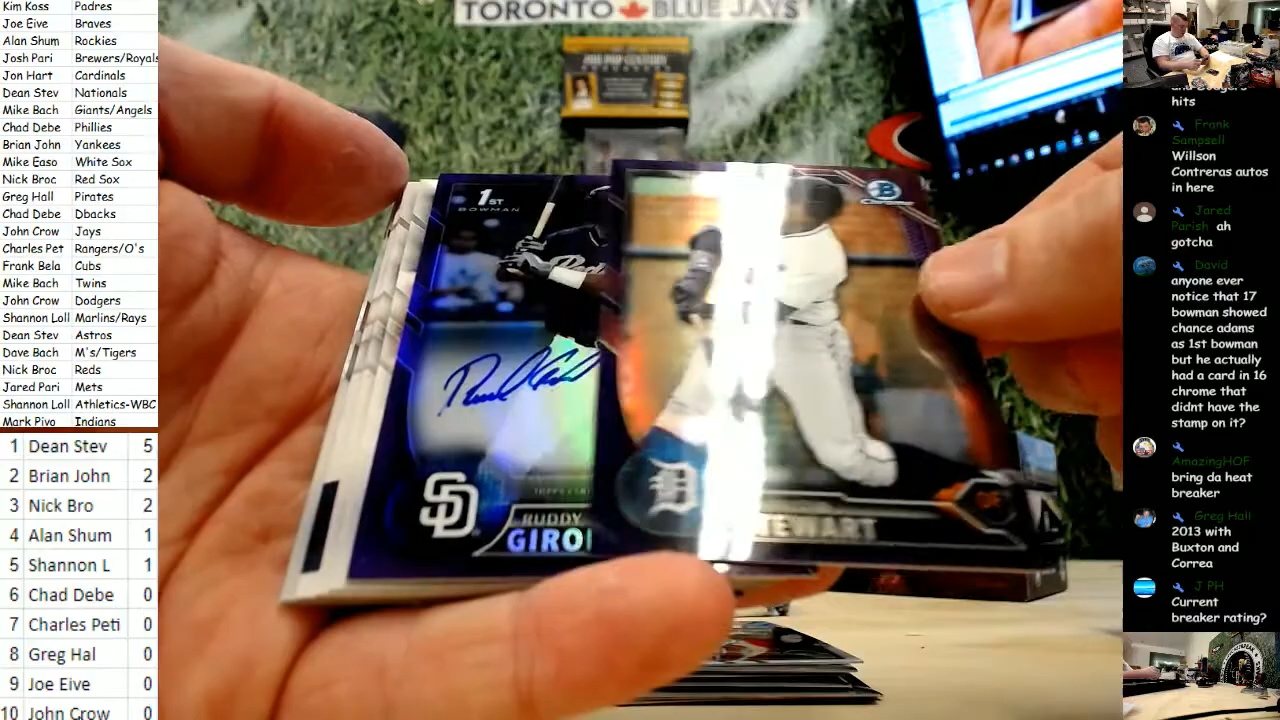 Kim Koss Padres
Joe Eive Braves
Alan Shum Rockies
Josh Pari Brewers/Royals
Jon Hart Cardinals
Dean Stev Nationals
Mike Bach Giants/Angels
Chad Debe Phillies
Brian John Yankees
Mike Easo White Sox
Nick Broc Red Sox
Greg Hall Pirates
Chad Debe Dbacks
John Crow Jays
Charles Pet Rangers/O's
Frank Bela Cubs
Mike Bach Twins
John Crow Dodgers
Shannon Loll Marlins/Rays
Dean Stev Astros
Dave Bach M's/Tigers
Nick Broc Reds
Jared Pari Mets
Shannon Loll Athletics-WBC
Mark Pivo Indians
1 Dean Stev 5
2 Brian John 2
3 Nick Bro 2
4 Alan Shum 1
5 Shannon L 1
6 Chad Debe 0
7 Charles Peti 0
8 Greg Hal 0
9 Joe Eive 0
10 John Crow 0
TORONTO BLUE JAYS
1ST
BOWMAN
B
Chrome
SD
RUDDY
GIRO
D
EWART
hits
Frank
Sampsell
Willson
Contreras autos
in here
Jared
Parish ah
gotcha
David
anyone ever
notice that 17
bowman showed
chance adams
as 1st bowman
but he actually
had a card in 16
chrome that
didnt have the
stamp on it?
AmazingHOF
bring da heat
breaker
Greg Hall
2013 with
Buxton and
Correa
J PH
Current
breaker rating?